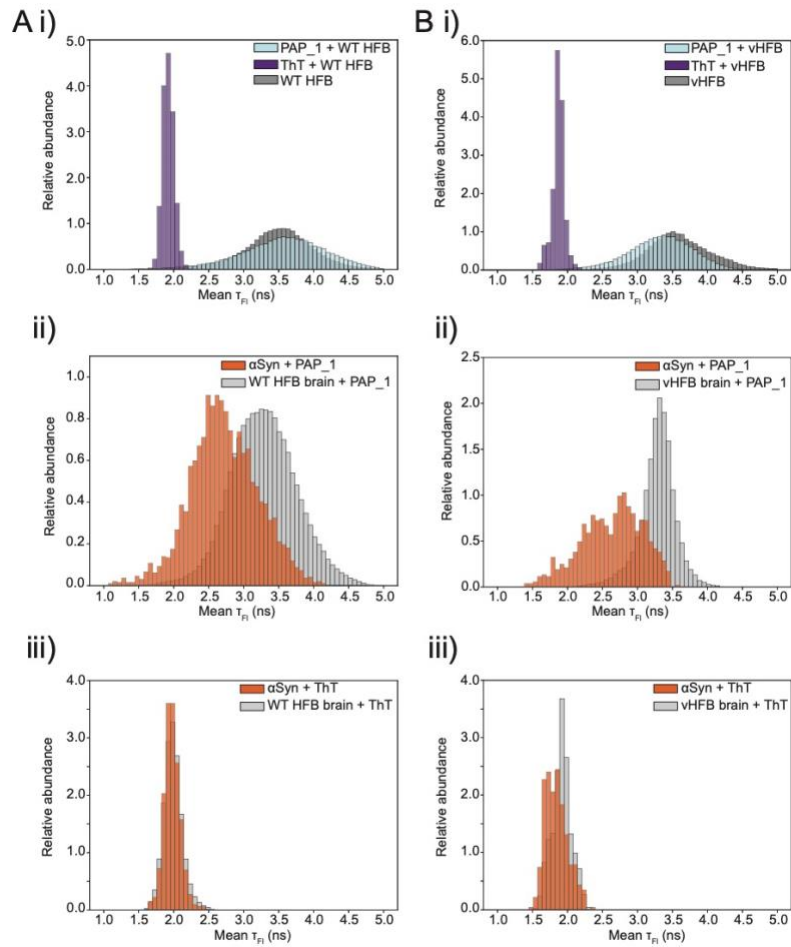 A i)
5.0
4.0
3.0
2.0
1.0
0.0
Relative abundance
PAP_1 + WT HFB
ThT + WT HFB
WT HFB
1.0 1.5 2.0 2.5 3.0 3.5 4.0 4.5 5.0
Mean τFl (ns)
B i)
6.0
5.0
4.0
3.0
2.0
1.0
0.0
Relative abundance
PAP_1 + vHFB
ThT + vHFB
vHFB
1.0 1.5 2.0 2.5 3.0 3.5 4.0 4.5 5.0
Mean τFl (ns)
ii)
1.0
0.8
0.6
0.4
0.2
0.0
Relative abundance
αSyn + PAP_1
WT HFB brain + PAP_1
1.0 1.5 2.0 2.5 3.0 3.5 4.0 4.5 5.0
Mean τFl (ns)
ii)
2.5
2.0
1.5
1.0
0.5
0.0
Relative abundance
αSyn + PAP_1
vHFB brain + PAP_1
1.0 1.5 2.0 2.5 3.0 3.5 4.0 4.5 5.0
Mean τFl (ns)
iii)
4.0
3.0
2.0
1.0
0.0
Relative abundance
αSyn + ThT
WT HFB brain + ThT
1.0 1.5 2.0 2.5 3.0 3.5 4.0 4.5 5.0
Mean τFl (ns)
iii)
4.0
3.0
2.0
1.0
0.0
Relative abundance
αSyn + ThT
vHFB brain + ThT
1.0 1.5 2.0 2.5 3.0 3.5 4.0 4.5 5.0
Mean τFl (ns)